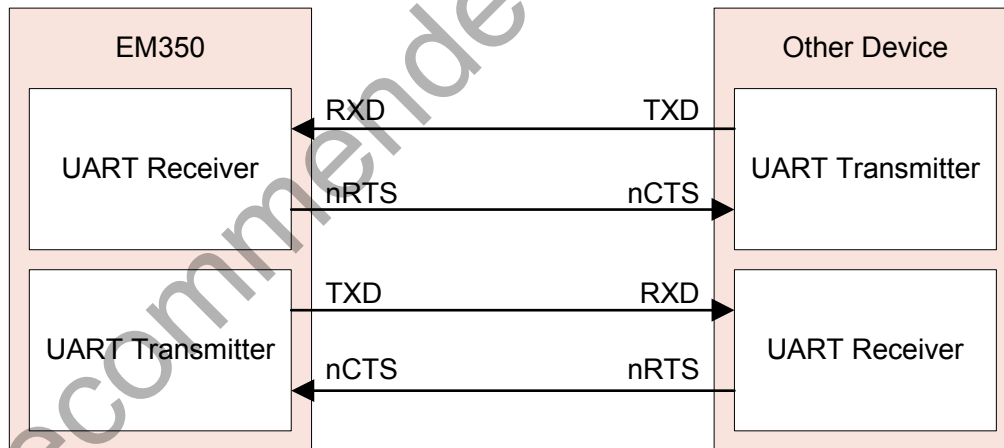 EM350
Other Device
RXD
TXD
UART Receiver
UART Transmitter
nRTS
nCTS
TXD
RXD
UART Transmitter
UART Receiver
nCTS
nRTS
ecommende